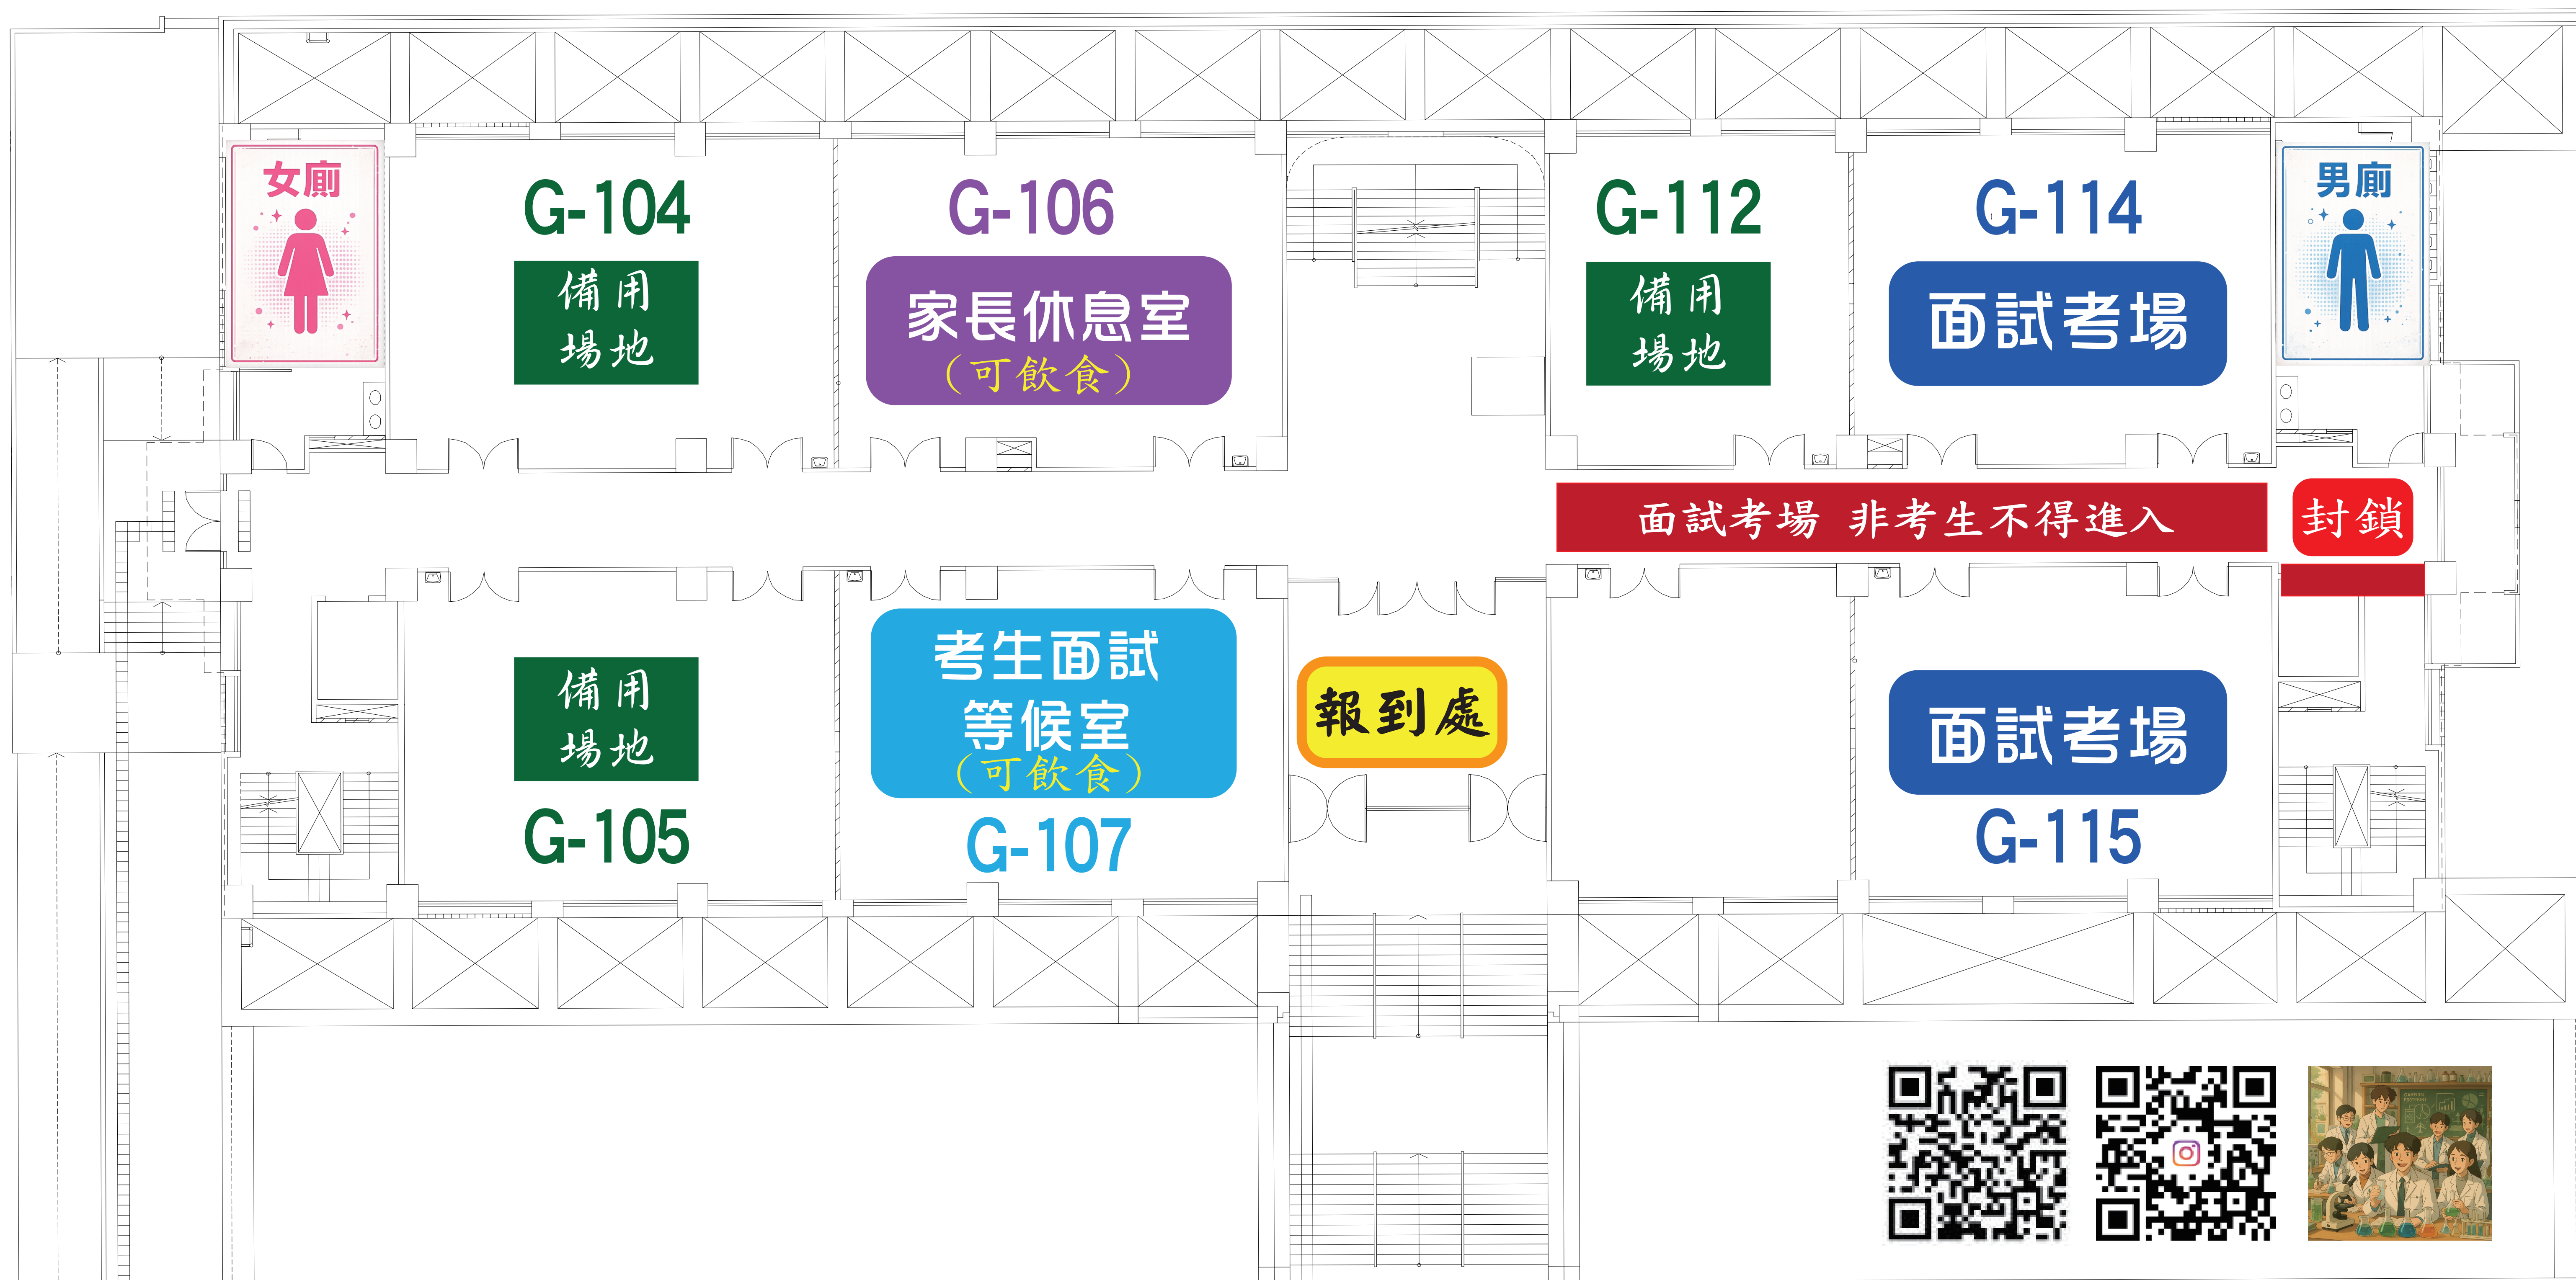 女廁
G-104
備用
場地
G-106
家長休息室
（可飲食）
G-112
備用
場地
G-114
面試考場
男廁
面試考場 非考生不得進入
封鎖
備用
場地
G-105
考生面試
等候室
（可飲食）
G-107
報到處
面試考場
G-115